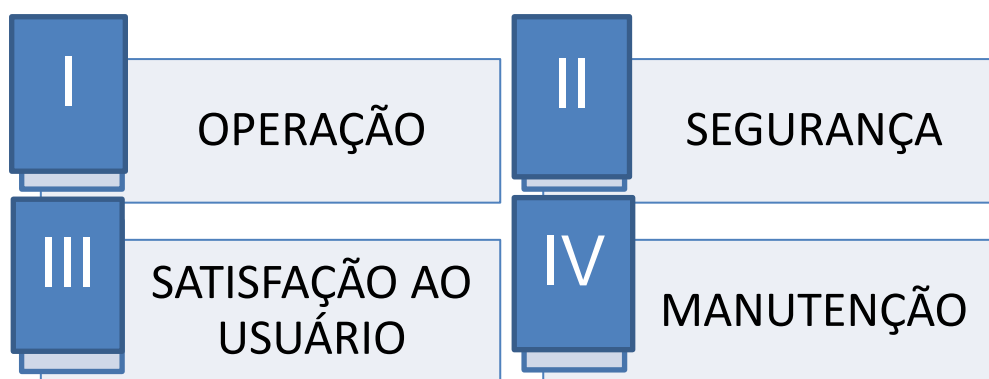 I
OPERAÇÃO
II
SEGURANÇA
III
SATISFAÇÃO AO
USUÁRIO
IV
MANUTENÇÃO